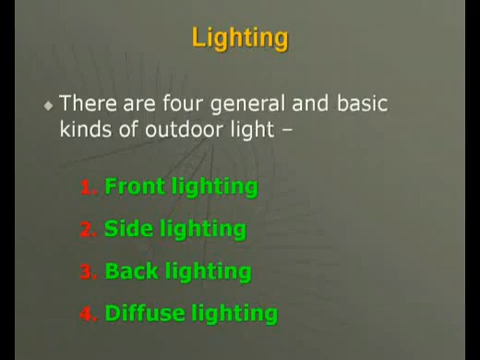 Lighting
There are four general and basic
kinds of outdoor light –
1. Front lighting
2. Side lighting
3. Back lighting
4. Diffuse lighting